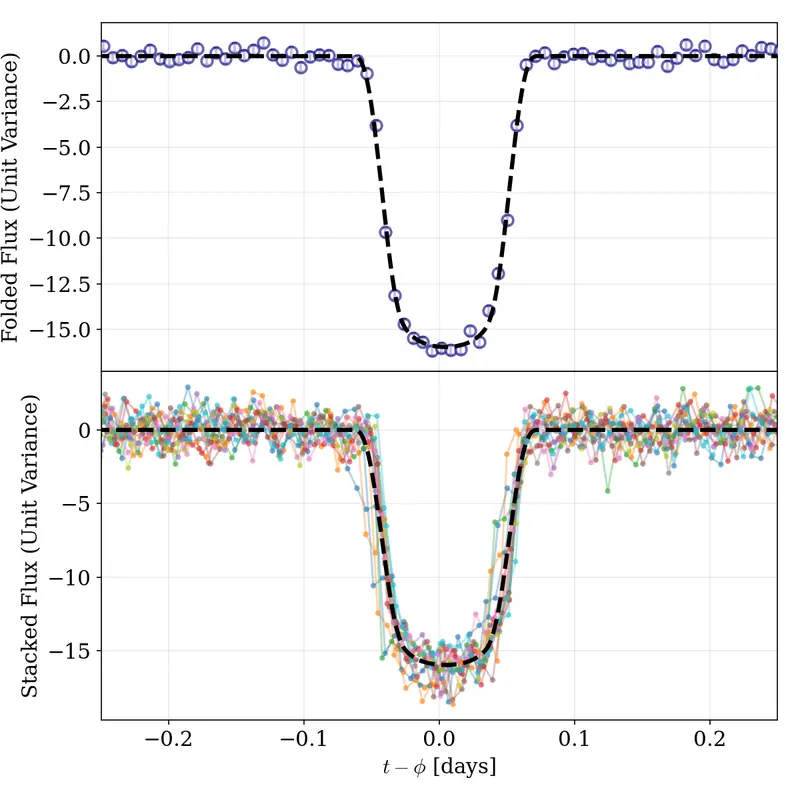 Folded Flux (Unit Variance)
0.0
−2.5
−5.0
−7.5
−10.0
−12.5
−15.0
Stacked Flux (Unit Variance)
0
−5
−10
−15
−0.2 −0.1 0.0 0.1 0.2
t − ϕ [days]